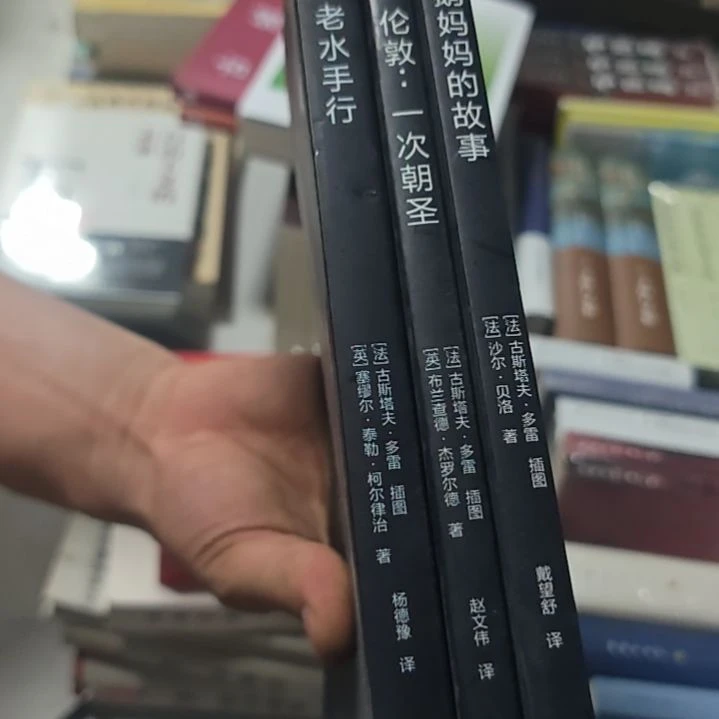 老水手行
[法] 古斯塔夫·多雷 插图
[英] 塞缪尔·泰勒·柯尔律治 著
杨德豫 译
伦敦：一次朝圣
[法] 古斯塔夫·多雷 插图
[英] 布兰查德·杰罗尔德 著
赵文伟 译
鹅妈妈的故事
[法] 古斯塔夫·多雷 插图
[法] 沙尔·贝洛 著
戴望舒 译